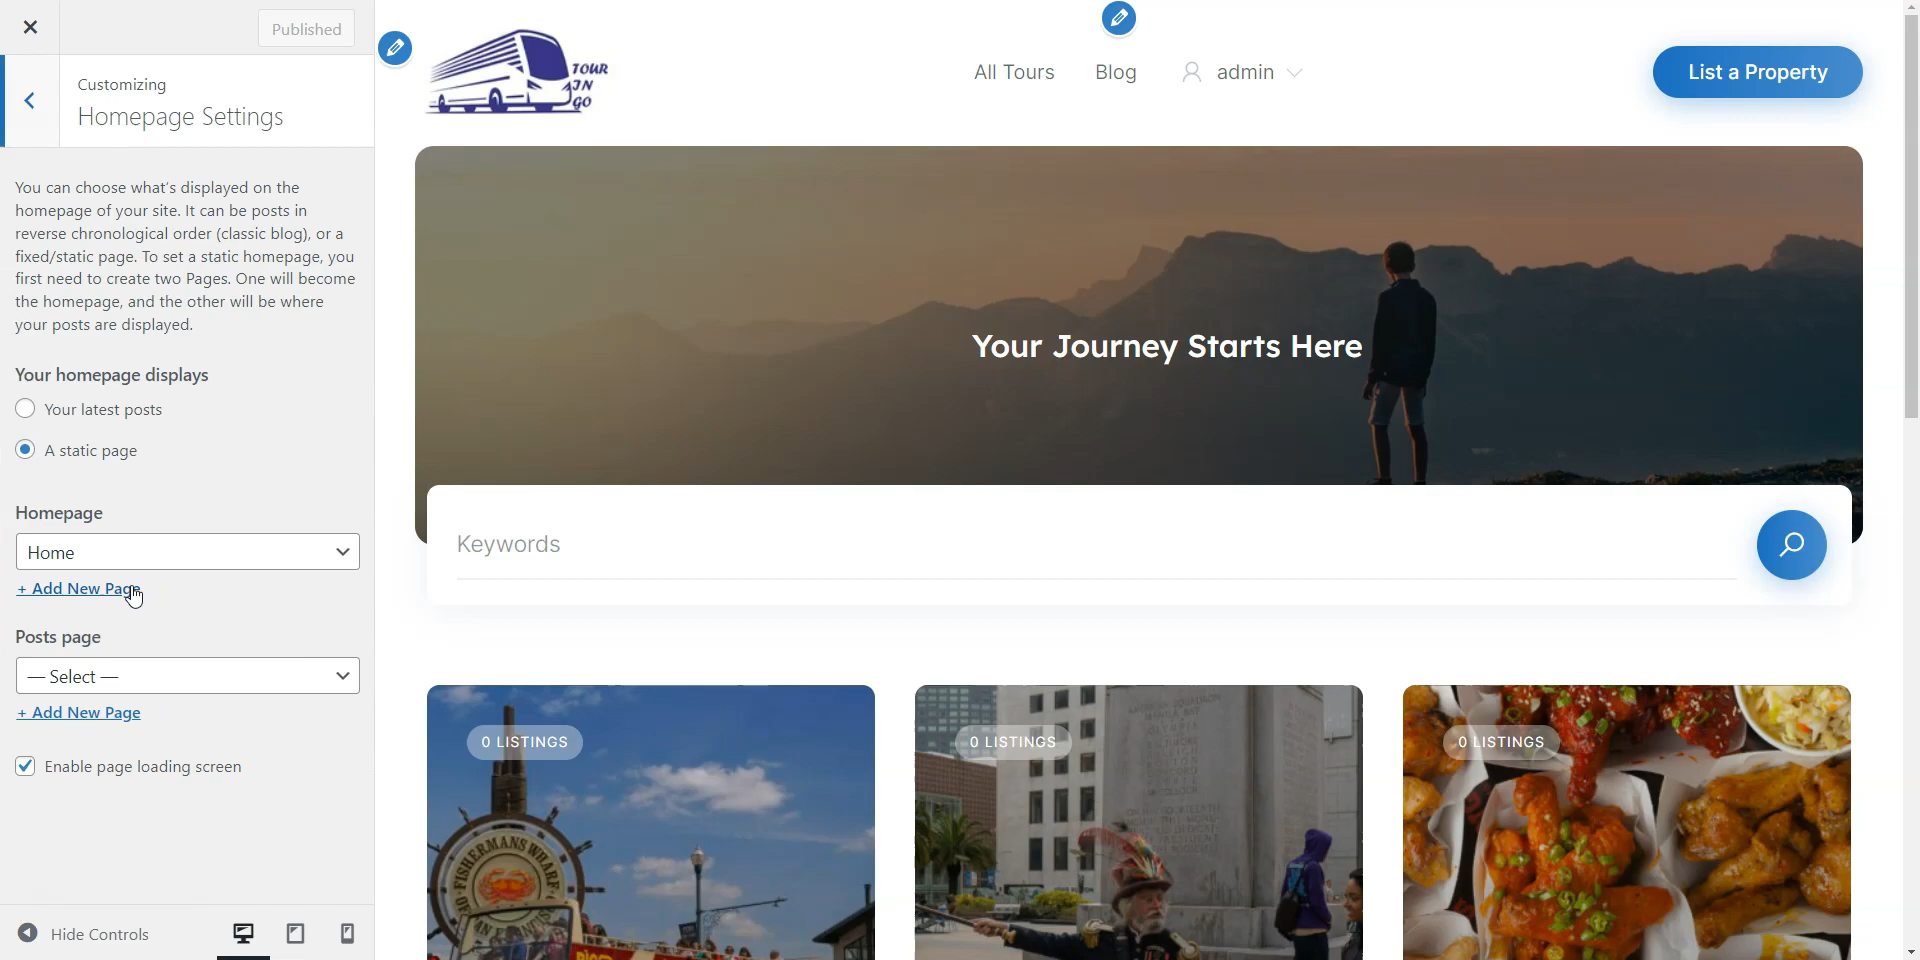 Published
Customizing
Homepage Settings
You can choose what's displayed on the
homepage of your site. It can be posts in
reverse chronological order (classic blog), or a
fixed/static page. To set a static homepage, you
first need to create two Pages. One will become
the homepage, and the other will be where
your posts are displayed.
Your homepage displays
Your latest posts
A static page
Homepage
Home
+ Add New Page
Posts page
— Select —
+ Add New Page
Enable page loading screen
Hide Controls
TOUR
IN
GO
All Tours
Blog
admin
List a Property
Your Journey Starts Here
Keywords
0 LISTINGS
0 LISTINGS
0 LISTINGS
FISHERMANS WHARF